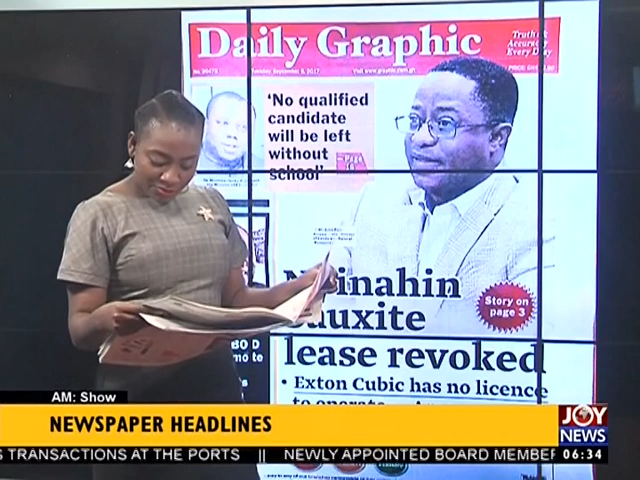 Daily Graphic
Truth &
Accuracy
Every Day
'No qualified
candidate
will be left
without
school'
inahin
auxite
lease revoked
Story on
page 3
• Exton Cubic has no licence
AM: Show
NEWSPAPER HEADLINES
JOY
NEWS
TRANSACTIONS AT THE PORTS || NEWLY APPOINTED BOARD MEMBER
06:34